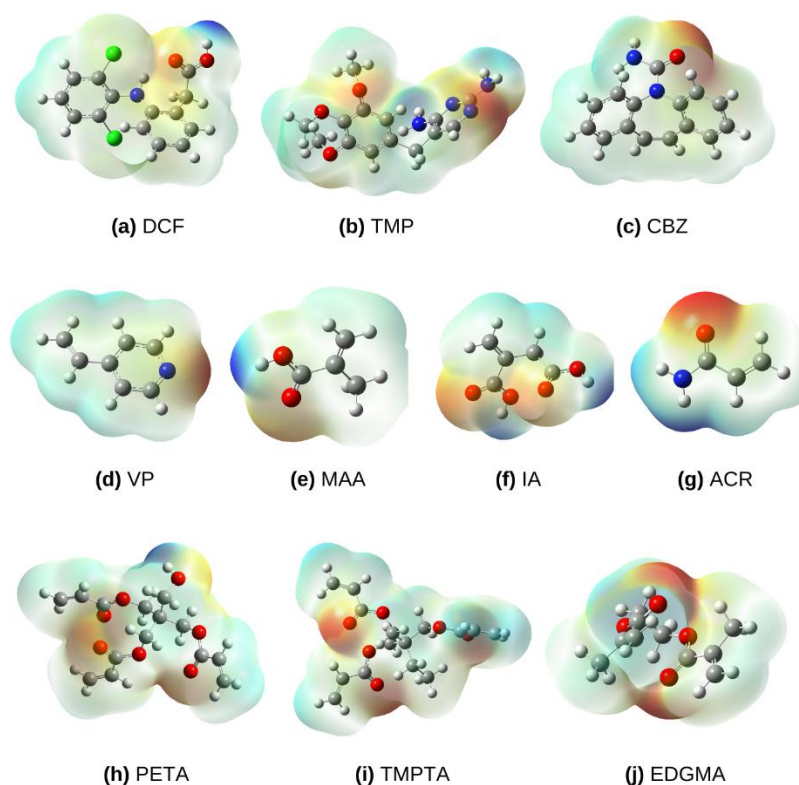 (a) DCF
(b) TMP
(c) CBZ
(d) VP
(e) MAA
(f) IA
(g) ACR
(h) PETA
(i) TMPTA
(j) EDGMA